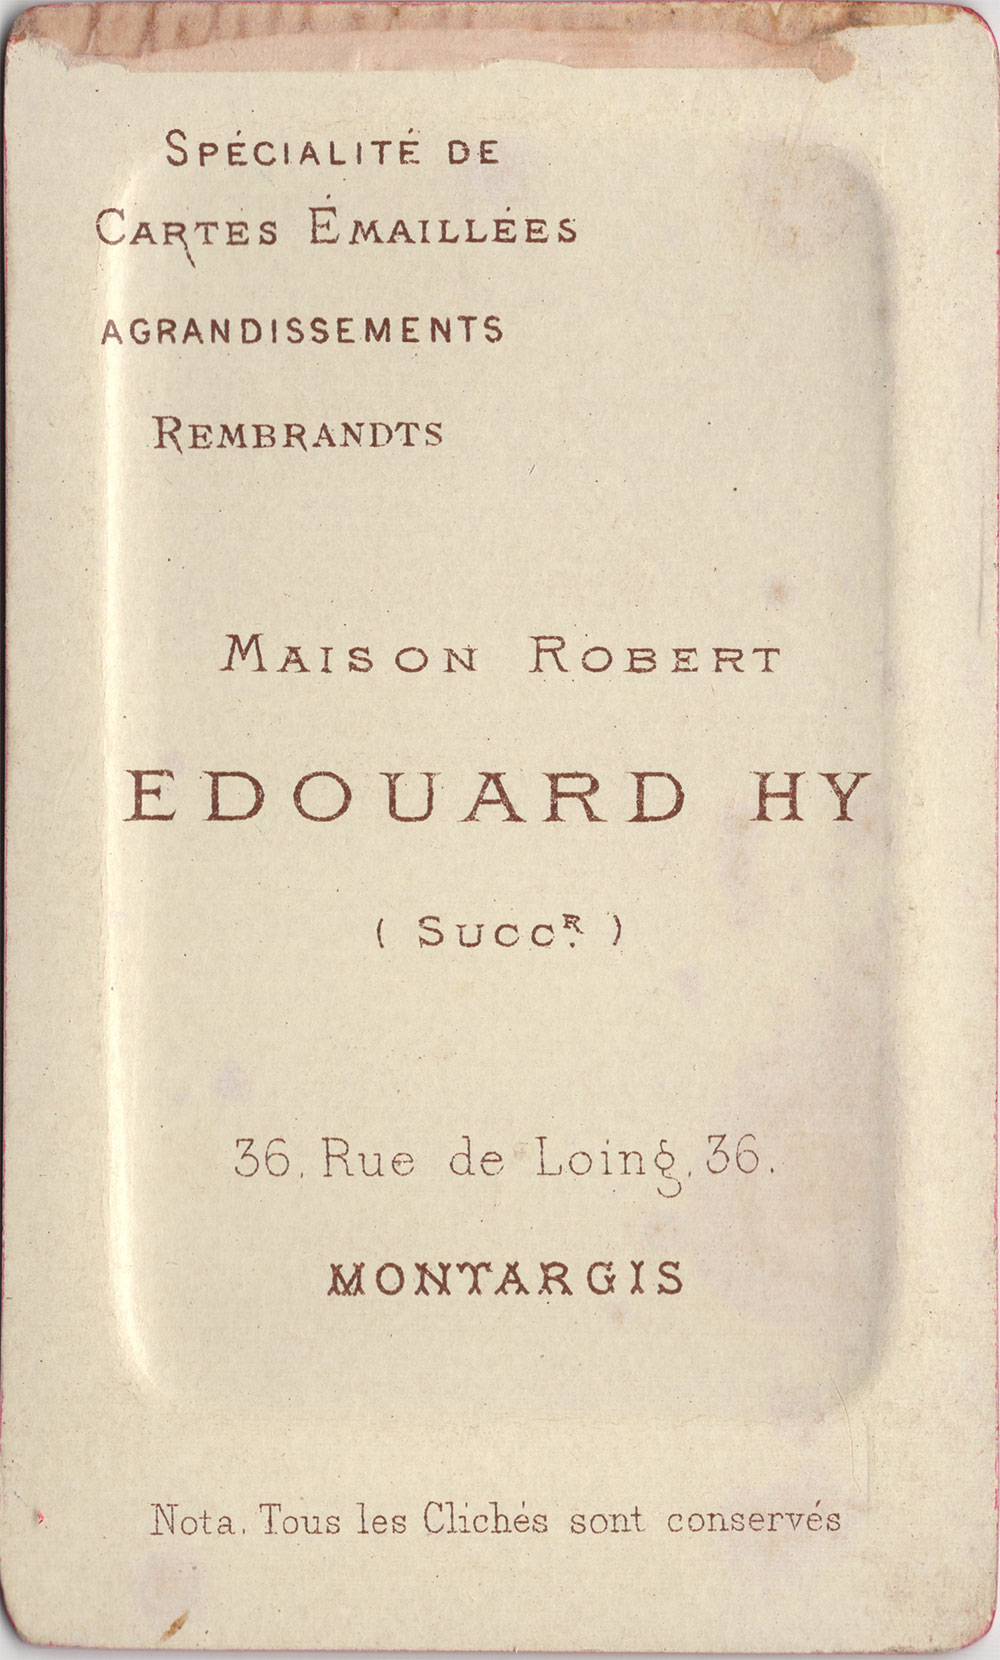 SPÉCIALITÉ DE
CARTES ÉMAILLÉES
AGRANDISSEMENTS
REMBRANDTS
MAISON ROBERT
EDOUARD HY
( SUCCR. )
36, Rue de Loing, 36.
MONTARGIS
Nota. Tous les Clichés sont conservés